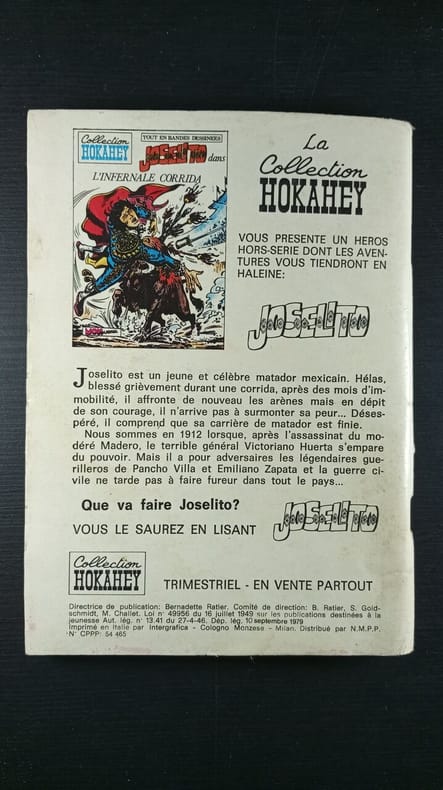 Collection
HOKAHEY
TOUT EN BANDES DESSINEES
JOSELITO dans
L'INFERNALE CORRIDA
La
Collection
HOKAHEY
VOUS PRESENTE UN HEROS
HORS-SERIE DONT LES AVEN-
TURES VOUS TIENDRONT EN
HALEINE:
JOSELITO
Joselito est un jeune et célèbre matador mexicain. Hélas,
blessé grièvement durant une corrida, après des mois d'im-
mobilité, il affronte de nouveau les arènes mais en dépit
de son courage, il n'arrive pas à surmonter sa peur... Déses-
péré, il comprend que sa carrière de matador est finie.
Nous sommes en 1912 lorsque, après l'assassinat du mo-
déré Madero, le terrible général Victoriano Huerta s'empare
du pouvoir. Mais il a pour adversaires les légendaires gue-
rilleros de Pancho Villa et Emiliano Zapata et la guerre ci-
vile ne tarde pas à faire fureur dans tout le pays...
Que va faire Joselito?
VOUS LE SAUREZ EN LISANT
JOSELITO
Collection
HOKAHEY
TRIMESTRIEL - EN VENTE PARTOUT
Directrice de publication: Bernadette Ratier. Comité de direction: B. Ratier, S. Gold-
schmidt, M. Challet. Loi n° 49956 du 16 juillet 1949 sur les publications destinées à la
jeunesse Aut. lég. n° 13.41 du 27-4-46. Dép. lég. 10 septembre 1979
Imprimé en Italie par Intergrafica - Cologno Monzese - Milan. Distribué par N.M.P.P.
N° CPPP: 54 465